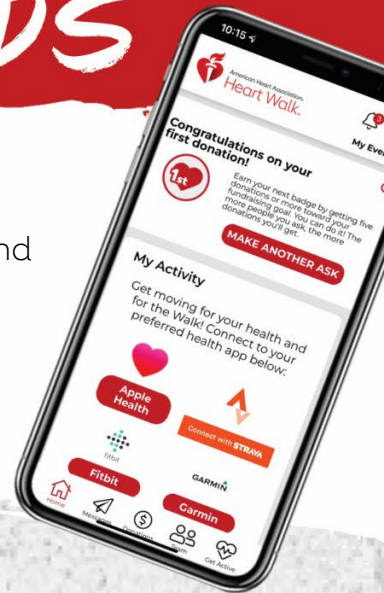 DS
nd
10:15
American Heart Association.
Heart Walk.
3
My Eve
Congratulations on your
first donation!
1st
Earn your next badge by getting five
donations or more toward your
fundraising goal. You can do it! The
more people you ask, the more
donations you'll get.
MAKE ANOTHER ASK
My Activity
Get moving for your health and
for the Walk! Connect to your
preferred health app below:
Apple
Health
Connect with STRAVA
fitbit
Fitbit
GARMIN
Garmin
Home
Messages
Donations
Team
Get Active